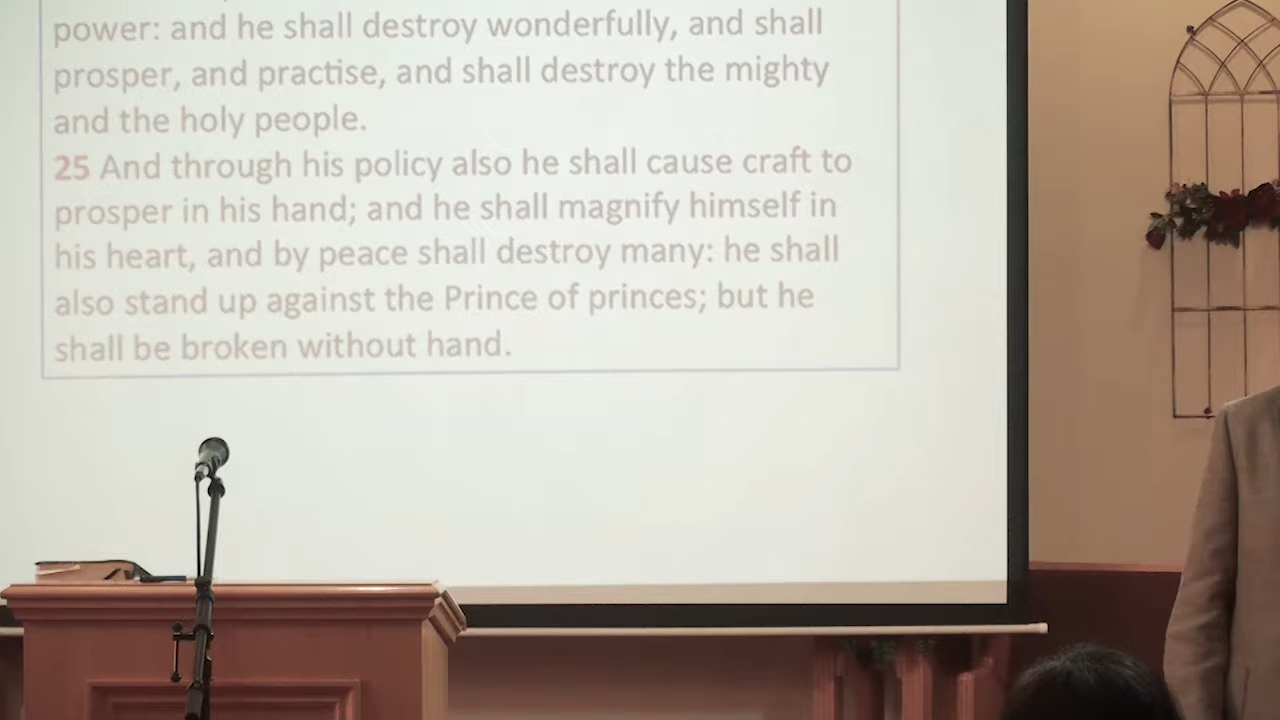 power: and he shall destroy wonderfully, and shall
prosper, and practise, and shall destroy the mighty
and the holy people.
25 And through his policy also he shall cause craft to
prosper in his hand; and he shall magnify himself in
his heart, and by peace shall destroy many: he shall
also stand up against the Prince of princes; but he
shall be broken without hand.